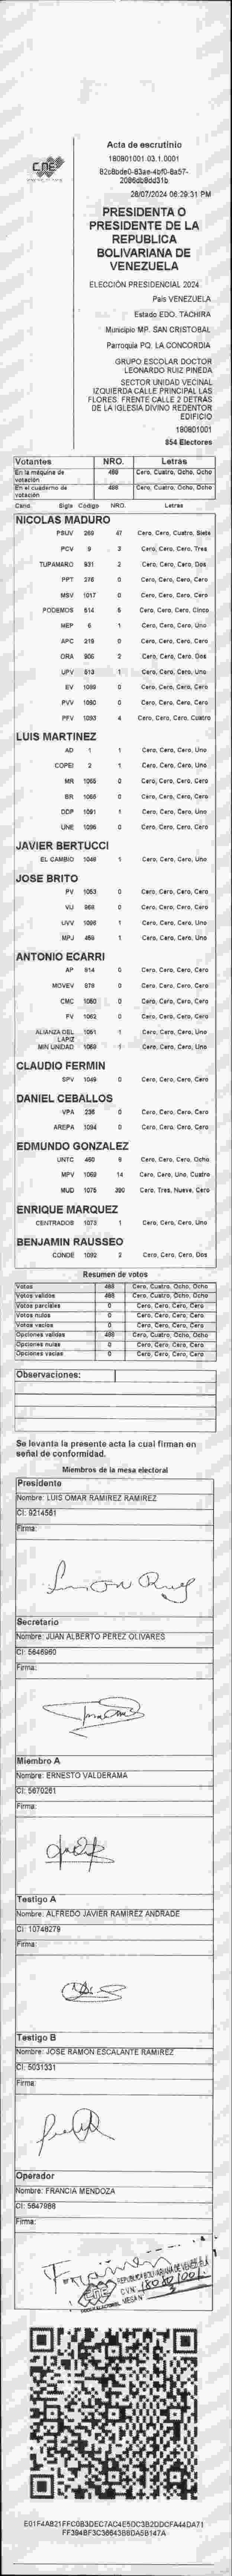 CNE
Acta de escrutinio
180801001.03.1.0001
82c8bde0-83ae-4bf0-8a57-
2086db9dd31b
28/07/2024 06:29:31 PM
PRESIDENTA O
PRESIDENTE DE LA
REPUBLICA
BOLIVARIANA DE
VENEZUELA
ELECCIÓN PRESIDENCIAL 2024
País VENEZUELA
Estado EDO. TACHIRA
Municipio MP. SAN CRISTOBAL
Parroquia PQ. LA CONCORDIA
GRUPO ESCOLAR DOCTOR
LEONARDO RUIZ PINEDA
SECTOR UNIDAD VECINAL
IZQUIERDA CALLE PRINCIPAL LAS
FLORES. FRENTE CALLE 2 DETRÁS
DE LA IGLESIA DIVINO REDENTOR
EDIFICIO
180801001
854 Electores
Votantes NRO. Letras
En la máquina de votación 488 Cero, Cuatro, Ocho, Ocho
En el cuaderno de votación 488 Cero, Cuatro, Ocho, Ocho
Cand. Sigla Código NRO. Letras
NICOLAS MADURO
PSUV 269 47 Cero, Cero, Cuatro, Siete
PCV 9 3 Cero, Cero, Cero, Tres
TUPAMARO 931 2 Cero, Cero, Cero, Dos
PPT 276 0 Cero, Cero, Cero, Cero
MSV 1017 0 Cero, Cero, Cero, Cero
PODEMOS 514 5 Cero, Cero, Cero, Cinco
MEP 6 1 Cero, Cero, Cero, Uno
APC 219 0 Cero, Cero, Cero, Cero
ORA 906 2 Cero, Cero, Cero, Dos
UPV 513 1 Cero, Cero, Cero, Uno
EV 1089 0 Cero, Cero, Cero, Cero
PVV 1090 0 Cero, Cero, Cero, Cero
PFV 1093 4 Cero, Cero, Cero, Cuatro
LUIS MARTINEZ
AD 1 1 Cero, Cero, Cero, Uno
COPEI 2 1 Cero, Cero, Cero, Uno
MR 1055 0 Cero, Cero, Cero, Cero
BR 1066 0 Cero, Cero, Cero, Cero
DDP 1091 1 Cero, Cero, Cero, Uno
UNE 1096 0 Cero, Cero, Cero, Cero
JAVIER BERTUCCI
EL CAMBIO 1046 1 Cero, Cero, Cero, Uno
JOSE BRITO
PV 1053 0 Cero, Cero, Cero, Cero
VU 968 0 Cero, Cero, Cero, Cero
UVV 1095 1 Cero, Cero, Cero, Uno
MPJ 459 1 Cero, Cero, Cero, Uno
ANTONIO ECARRI
AP 914 0 Cero, Cero, Cero, Cero
MOVEV 879 0 Cero, Cero, Cero, Cero
CMC 1080 0 Cero, Cero, Cero, Cero
FV 1062 0 Cero, Cero, Cero, Cero
ALIANZA DEL LAPIZ 1061 1 Cero, Cero, Cero, Uno
MIN UNIDAD 1069 1 Cero, Cero, Cero, Uno
CLAUDIO FERMIN
SPV 1049 0 Cero, Cero, Cero, Cero
DANIEL CEBALLOS
VPA 236 0 Cero, Cero, Cero, Cero
AREPA 1094 0 Cero, Cero, Cero, Cero
EDMUNDO GONZALEZ
UNTC 460 8 Cero, Cero, Cero, Ocho
MPV 1069 14 Cero, Cero, Uno, Cuatro
MUD 1075 390 Cero, Tres, Nueve, Cero
ENRIQUE MARQUEZ
CENTRADOS 1073 1 Cero, Cero, Cero, Uno
BENJAMIN RAUSSEO
CONDE 1092 2 Cero, Cero, Cero, Dos
Resumen de votos
Votos 488 Cero, Cuatro, Ocho, Ocho
Votos validos 488 Cero, Cuatro, Ocho, Ocho
Votos parciales 0 Cero, Cero, Cero, Cero
Votos nulos 0 Cero, Cero, Cero, Cero
Votos vacios 0 Cero, Cero, Cero, Cero
Opciones validas 488 Cero, Cuatro, Ocho, Ocho
Opciones nulas 0 Cero, Cero, Cero, Cero
Opciones vacias 0 Cero, Cero, Cero, Cero
Observaciones:
Se levanta la presente acta la cual firman en
señal de conformidad.
Miembros de la mesa electoral
Presidente
Nombre: LUIS OMAR RAMIREZ RAMIREZ
CI: 9214561
Firma:
Secretario
Nombre: JUAN ALBERTO PEREZ OLIVARES
CI: 5646960
Firma:
Miembro A
Nombre: ERNESTO VALDERAMA
CI: 5670261
Firma:
Testigo A
Nombre: ALFREDO JAVIER RAMIREZ ANDRADE
CI: 10748279
Firma:
Testigo B
Nombre: JOSE RAMON ESCALANTE RAMIREZ
CI: 5031331
Firma:
Operador
Nombre: FRANCIA MENDOZA
CI: 5647988
Firma:
REPUBLICA BOLIVARIANA DE VENEZUELA
CNE
CVN: 180801001
MESA N° 3
E01F4AB21FFC0B3DEC7AC4E5DC3B2DDCFA44DA71
FF394BF3C36643B8DA5B147A